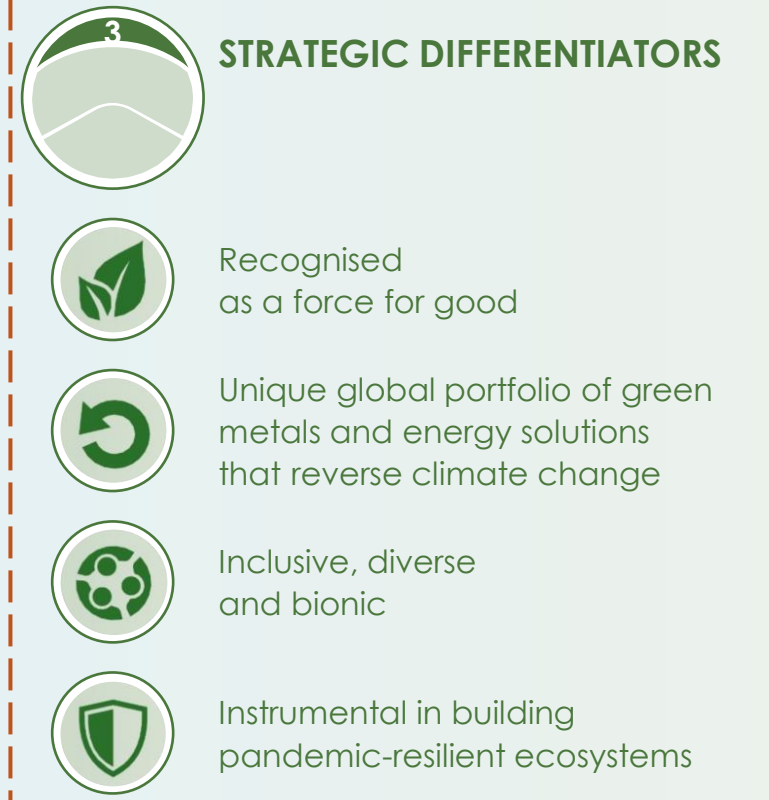 3
STRATEGIC DIFFERENTIATORS
Recognised
as a force for good
Unique global portfolio of green
metals and energy solutions
that reverse climate change
Inclusive, diverse
and bionic
Instrumental in building
pandemic-resilient ecosystems